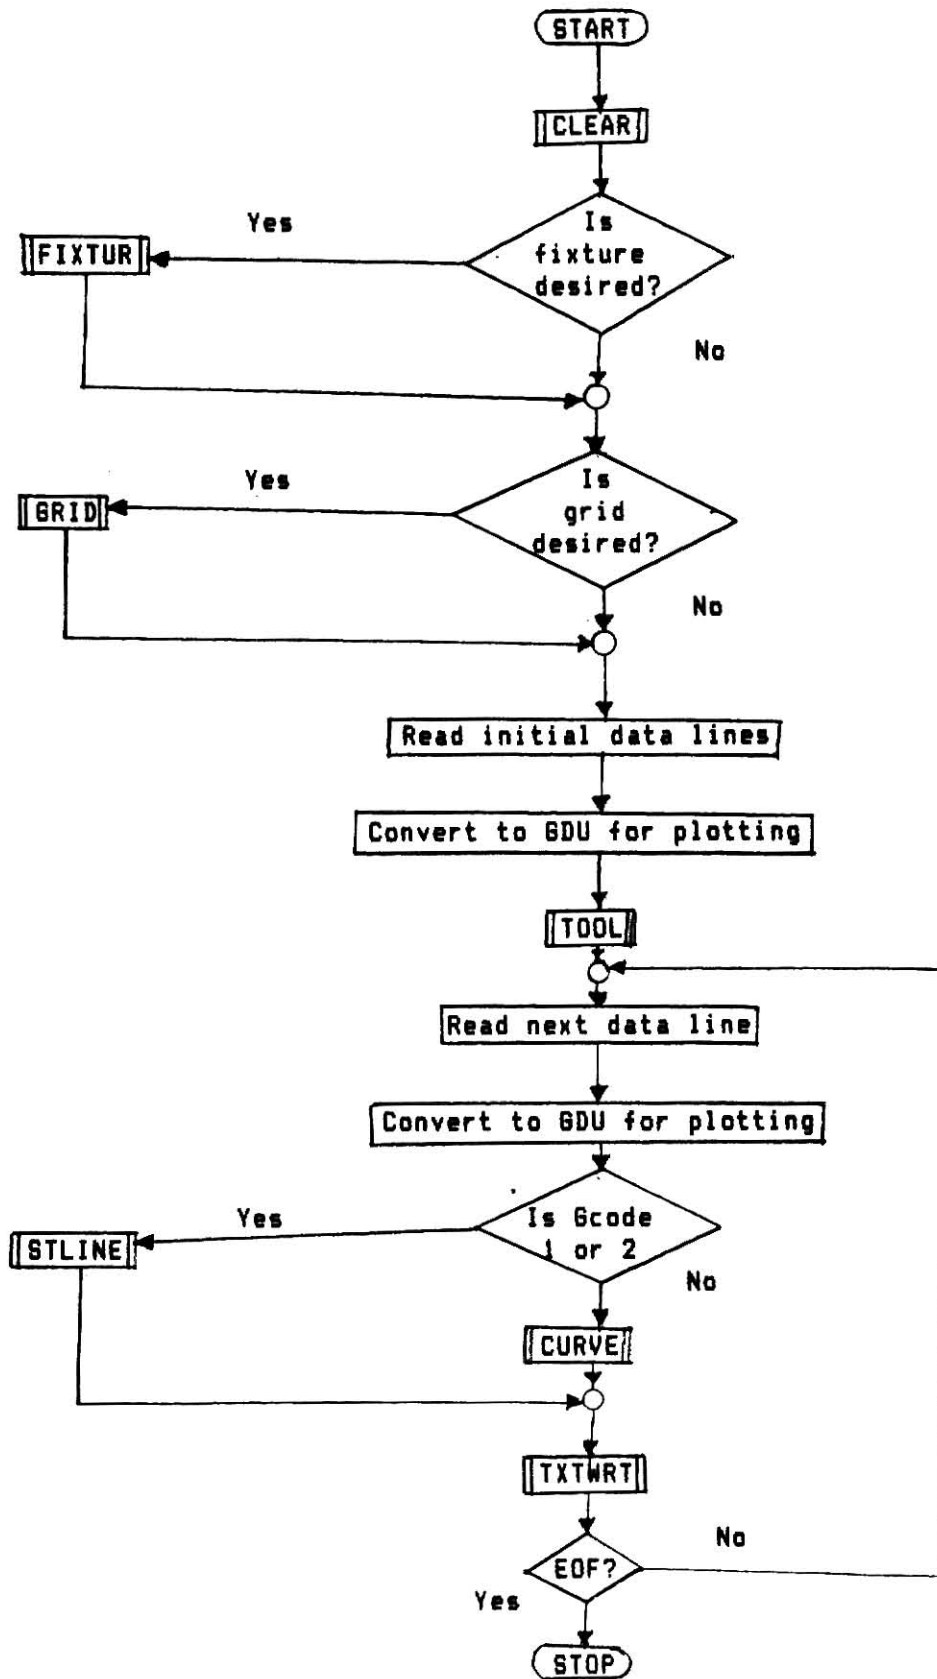 START
CLEAR
Yes
Is
fixture
desired?
FIXTUR
No
Yes
Is
grid
desired?
GRID
No
Read initial data lines
Convert to GDU for plotting
TOOL
Read next data line
Convert to GDU for plotting
Yes
Is Gcode
1 or 2
STLINE
No
CURVE
TXTWRT
No
EOF?
Yes
STOP